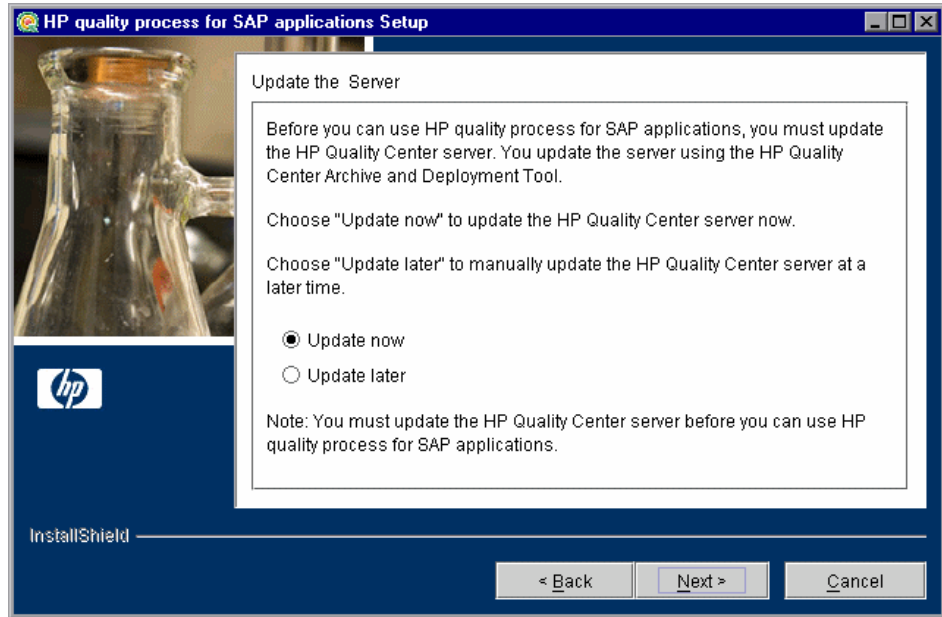 HP quality process for SAP applications Setup
Update the Server
Before you can use HP quality process for SAP applications, you must update
the HP Quality Center server. You update the server using the HP Quality
Center Archive and Deployment Tool.
Choose "Update now" to update the HP Quality Center server now.
Choose "Update later" to manually update the HP Quality Center server at a
later time.
Update now
Update later
hp
Note: You must update the HP Quality Center server before you can use HP
quality process for SAP applications.
InstallShield
< Back
Next >
Cancel